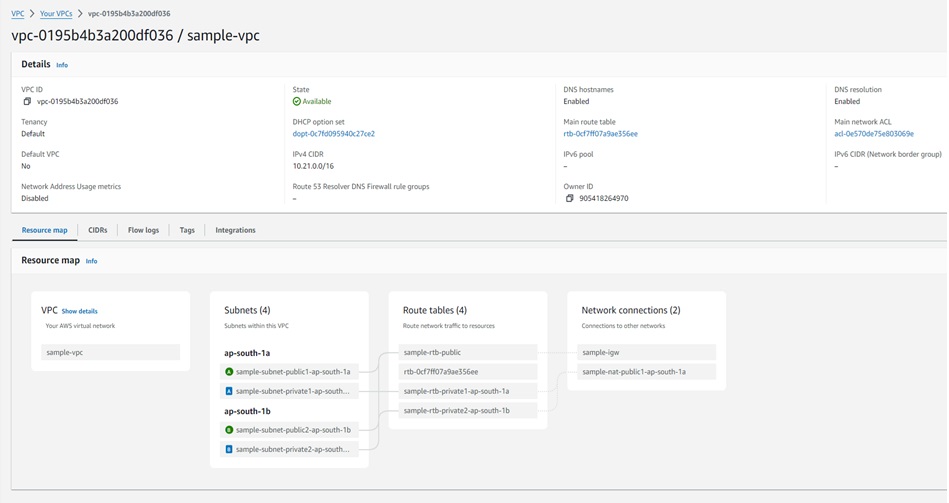 VPC > Your VPCs > vpc-0195b4b3a200df036
vpc-0195b4b3a200df036 / sample-vpc
Details Info
VPC ID
vpc-0195b4b3a200df036
State
Available
DNS hostnames
Enabled
DNS resolution
Enabled
Tenancy
Default
DHCP option set
dopt-0c7fd095940c27ce2
Main route table
rtb-0cf7ff07a9ae356ee
Main network ACL
acl-0e570de75e803069e
Default VPC
No
IPv4 CIDR
10.21.0.0/16
IPv6 pool
–
IPv6 CIDR (Network border group)
–
Network Address Usage metrics
Disabled
Route 53 Resolver DNS Firewall rule groups
–
Owner ID
905418264970
Resource map CIDRs Flow logs Tags Integrations
Resource map Info
VPC Show details
Your AWS virtual network
sample-vpc
Subnets (4)
Subnets within this VPC
ap-south-1a
A sample-subnet-public1-ap-south-1a
A sample-subnet-private1-ap-south...
ap-south-1b
B sample-subnet-public2-ap-south-1b
B sample-subnet-private2-ap-south...
Route tables (4)
Route network traffic to resources
sample-rtb-public
rtb-0cf7ff07a9ae356ee
sample-rtb-private1-ap-south-1a
sample-rtb-private2-ap-south-1b
Network connections (2)
Connections to other networks
sample-igw
sample-nat-public1-ap-south-1a